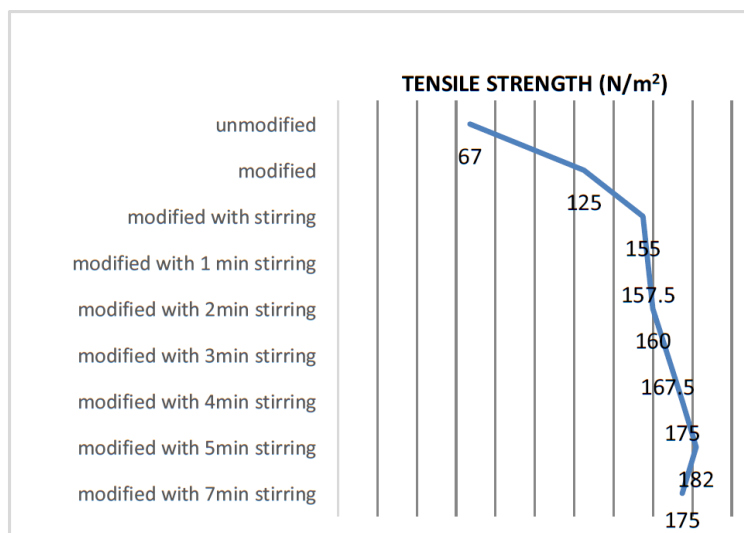 TENSILE STRENGTH (N/m²)
unmodified
67
modified
125
modified with stirring
155
modified with 1 min stirring
157.5
modified with 2min stirring
160
modified with 3min stirring
167.5
modified with 4min stirring
175
modified with 5min stirring
182
modified with 7min stirring
175